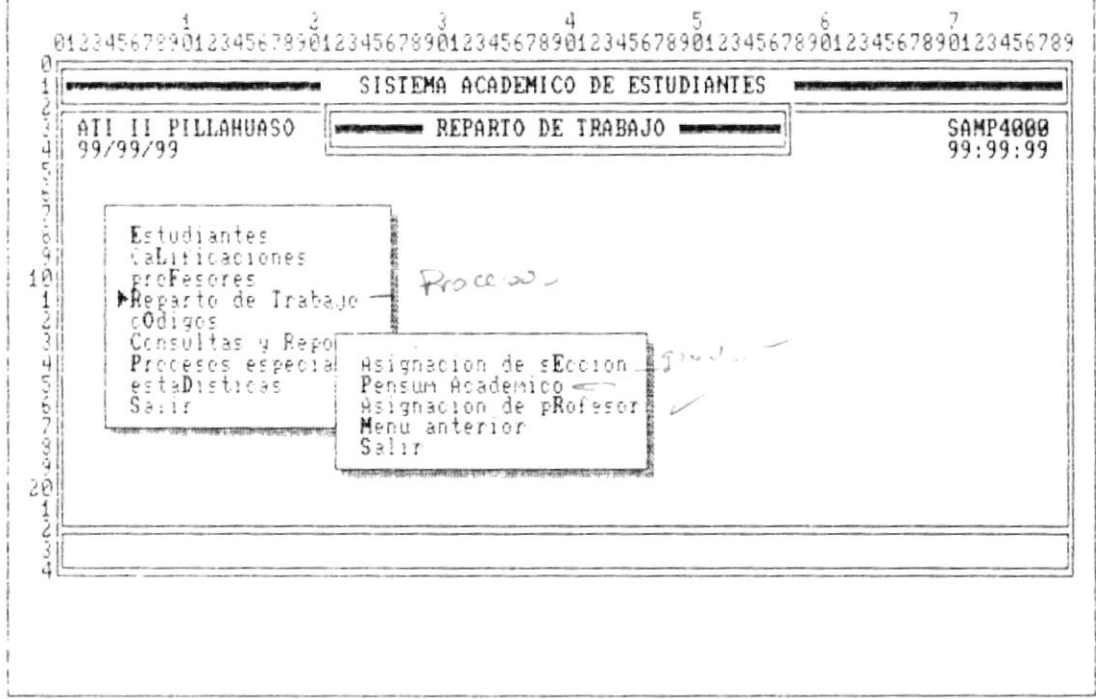 1 2 3 4 5 6 7
01234567890123456789012345678901234567890123456789012345678901234567890123456789
0
1 SISTEMA ACADEMICO DE ESTUDIANTES
2
3 ATI II PILLAHUASO REPARTO DE TRABAJO SAMP4000
4 99/99/99 99:99:99
5
6
7
8 Estudiantes
9 CaLificaciones
10 proFesores
1 Reparto de Trabajo
2 cOdigos
3 Consultas y Repo
4 Procesos especia Asignacion de sEccion
5 estaDisticas Pensum Academico
6 Salir Asignacion de pRofesor
7 Menu anterior
8 Salir
9
20
1
2
3
4